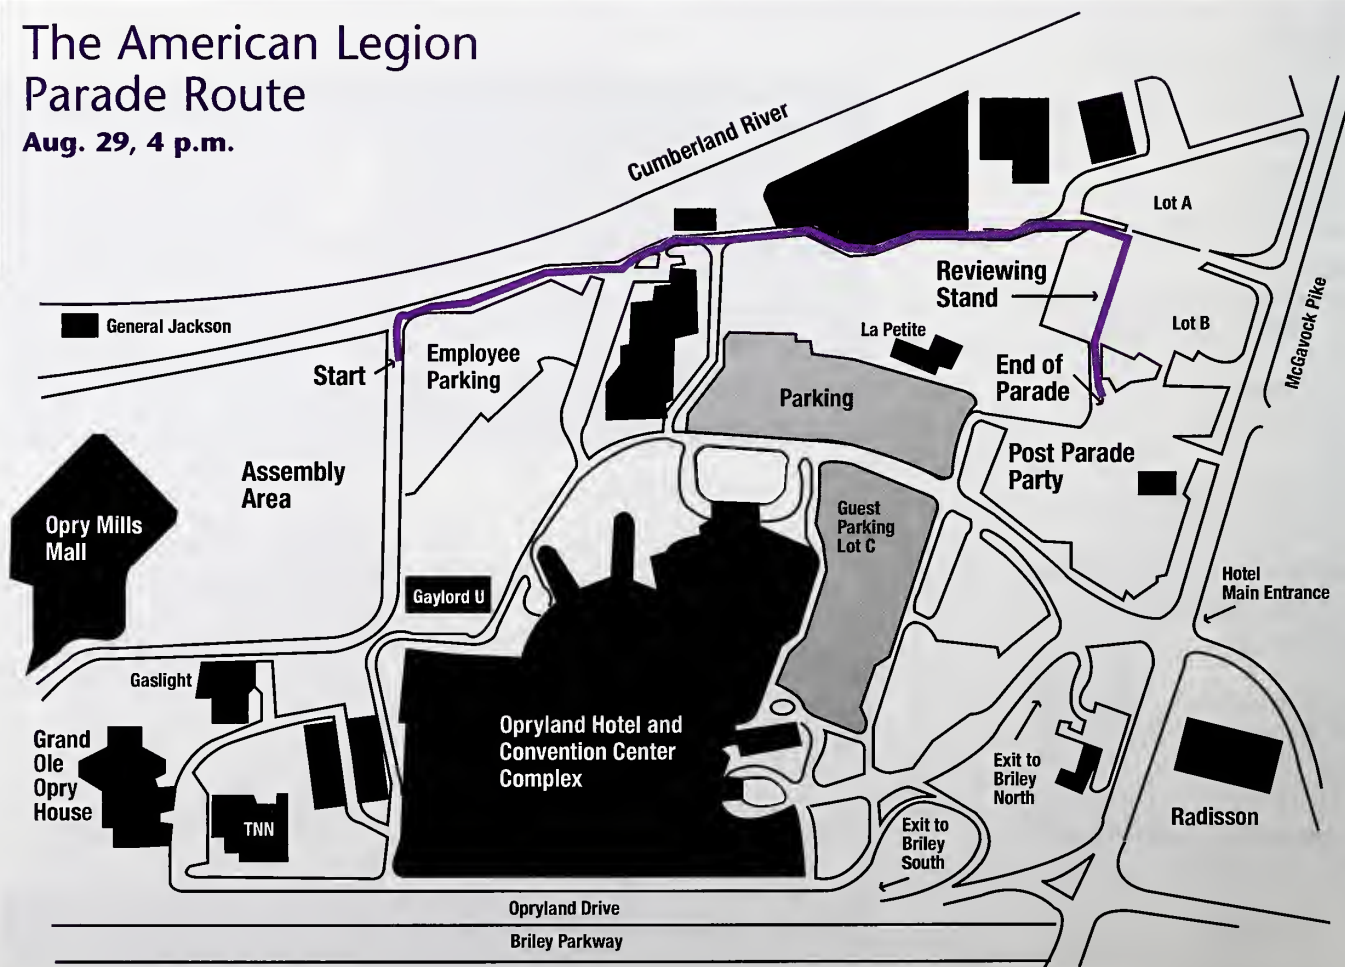 The American Legion
Parade Route
Aug. 29, 4 p.m.
Cumberland River
Lot A
Reviewing
Stand
General Jackson
Lot B
McGavock Pike
La Petite
Start
Employee
Parking
End of
Parade
Parking
Assembly
Area
Post Parade
Party
Opry Mills
Mall
Guest
Parking
Lot C
Gaylord U
Hotel
Main Entrance
Gaslight
Opryland Hotel and
Convention Center
Complex
Grand
Ole
Opry
House
Exit to
Briley
North
TNN
Radisson
Exit to
Briley
South
Opryland Drive
Briley Parkway